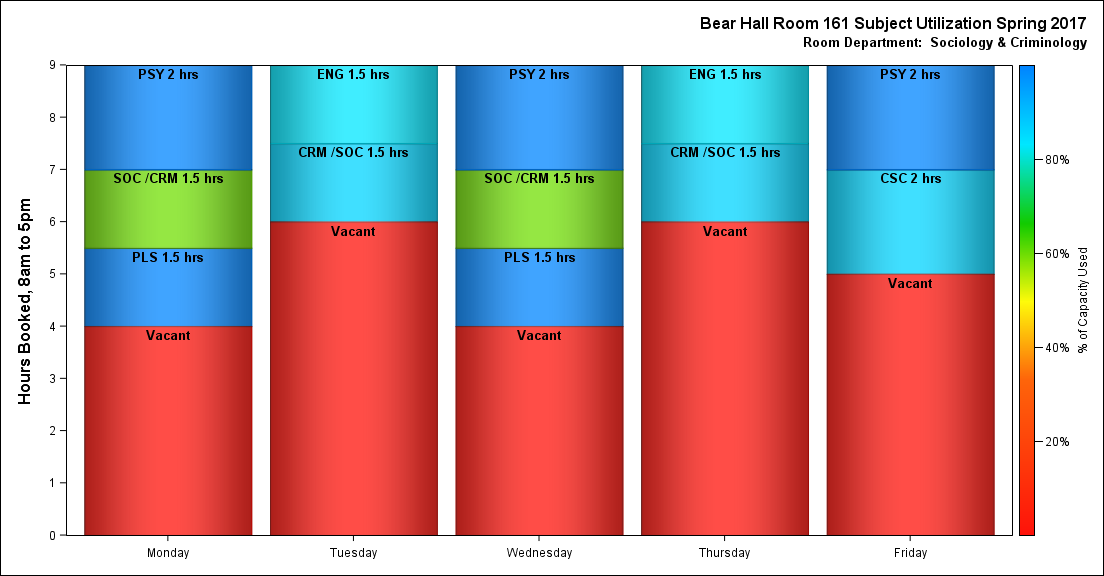 Bear Hall Room 161 Subject Utilization Spring 2017
Room Department:  Sociology & Criminology
Hours Booked, 8am to 5pm
9
8
7
6
5
4
3
2
1
0
PSY 2 hrs
SOC /CRM 1.5 hrs
PLS 1.5 hrs
Vacant
ENG 1.5 hrs
CRM /SOC 1.5 hrs
Vacant
PSY 2 hrs
SOC /CRM 1.5 hrs
PLS 1.5 hrs
Vacant
ENG 1.5 hrs
CRM /SOC 1.5 hrs
Vacant
PSY 2 hrs
CSC 2 hrs
Vacant
Monday
Tuesday
Wednesday
Thursday
Friday
80%
60%
40%
20%
% of Capacity Used